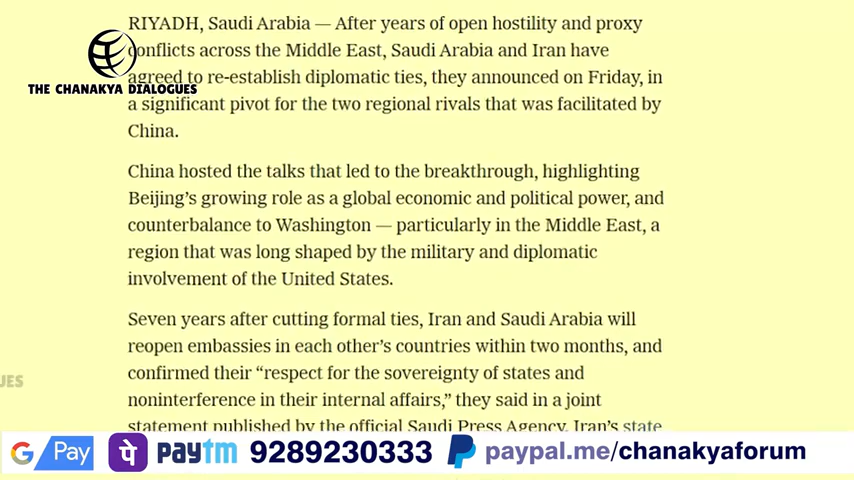 RIYADH, Saudi Arabia — After years of open hostility and proxy
conflicts across the Middle East, Saudi Arabia and Iran have
agreed to re-establish diplomatic ties, they announced on Friday, in
THE CHANAKYA DIALOGUES
a significant pivot for the two regional rivals that was facilitated by
China.
China hosted the talks that led to the breakthrough, highlighting
Beijing’s growing role as a global economic and political power, and
counterbalance to Washington — particularly in the Middle East, a
region that was long shaped by the military and diplomatic
involvement of the United States.
Seven years after cutting formal ties, Iran and Saudi Arabia will
reopen embassies in each other’s countries within two months, and
confirmed their “respect for the sovereignty of states and
UES
noninterference in their internal affairs,” they said in a joint
statement published by the official Saudi Press Agency. Iran’s state
G Pay पे paytm 9289230333 paypal.me/chanakyaforum